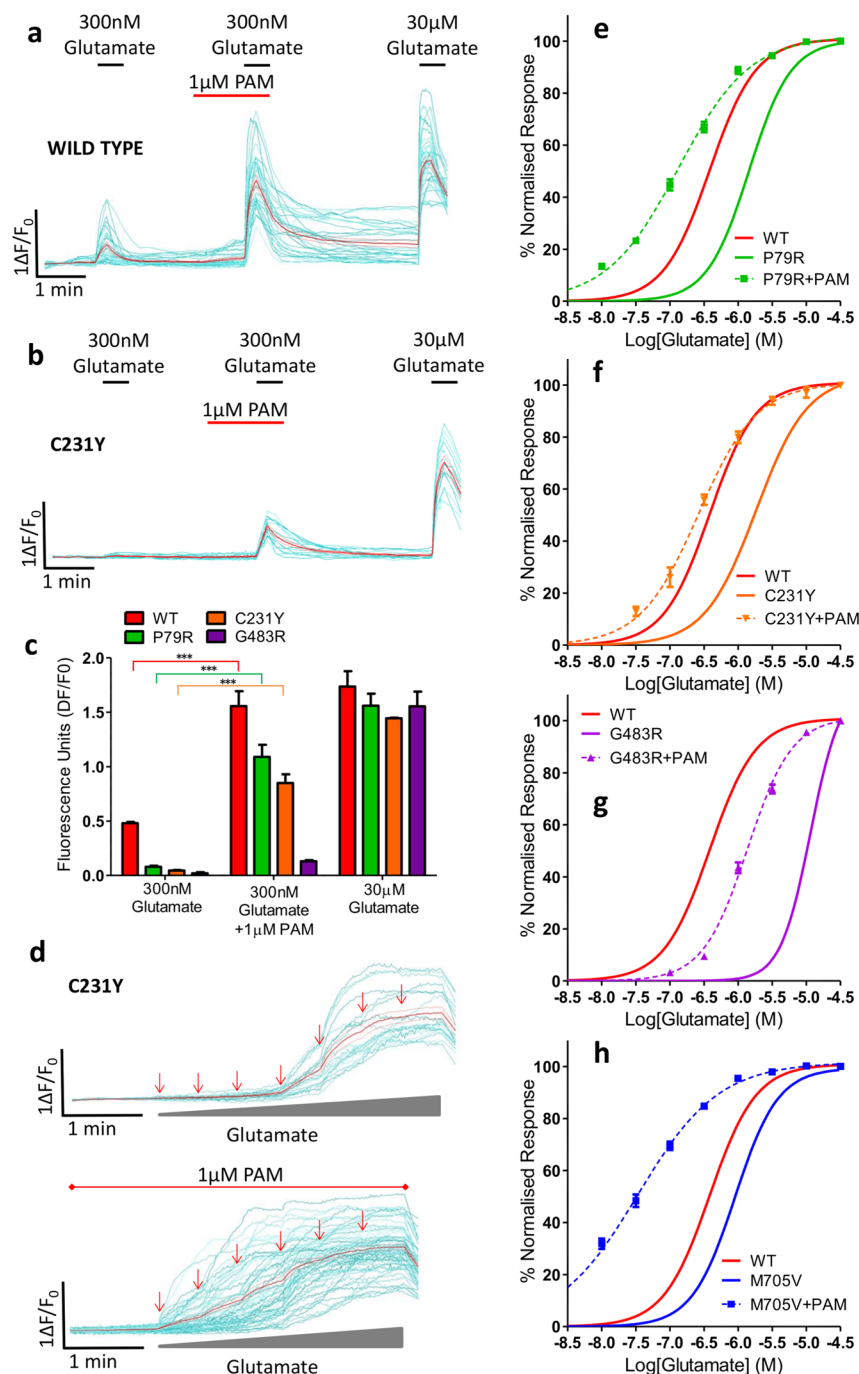 a
300nM
Glutamate
300nM
Glutamate
30µM
Glutamate
1µM PAM
WILD TYPE
1ΔF/F0
1 min
b
300nM
Glutamate
300nM
Glutamate
30µM
Glutamate
1µM PAM
C231Y
1ΔF/F0
1 min
c
WT
C231Y
P79R
G483R
Fluorescence Units (DF/F0)
2.0
1.5
1.0
0.5
0.0
***
***
***
300nM
Glutamate
300nM
Glutamate
+1µM PAM
30µM
Glutamate
d
C231Y
1ΔF/F0
1 min
Glutamate
1µM PAM
1ΔF/F0
1 min
Glutamate
e
% Normalised Response
100
80
60
40
20
0
WT
P79R
P79R+PAM
-8.5 -8.0 -7.5 -7.0 -6.5 -6.0 -5.5 -5.0 -4.5
Log[Glutamate] (M)
f
% Normalised Response
100
80
60
40
20
0
WT
C231Y
C231Y+PAM
-8.5 -8.0 -7.5 -7.0 -6.5 -6.0 -5.5 -5.0 -4.5
Log[Glutamate] (M)
g
% Normalised Response
100
80
60
40
20
0
WT
G483R
G483R+PAM
-8.5 -8.0 -7.5 -7.0 -6.5 -6.0 -5.5 -5.0 -4.5
Log[Glutamate] (M)
h
% Normalised Response
100
80
60
40
20
0
WT
M705V
M705V+PAM
-8.5 -8.0 -7.5 -7.0 -6.5 -6.0 -5.5 -5.0 -4.5
Log[Glutamate] (M)